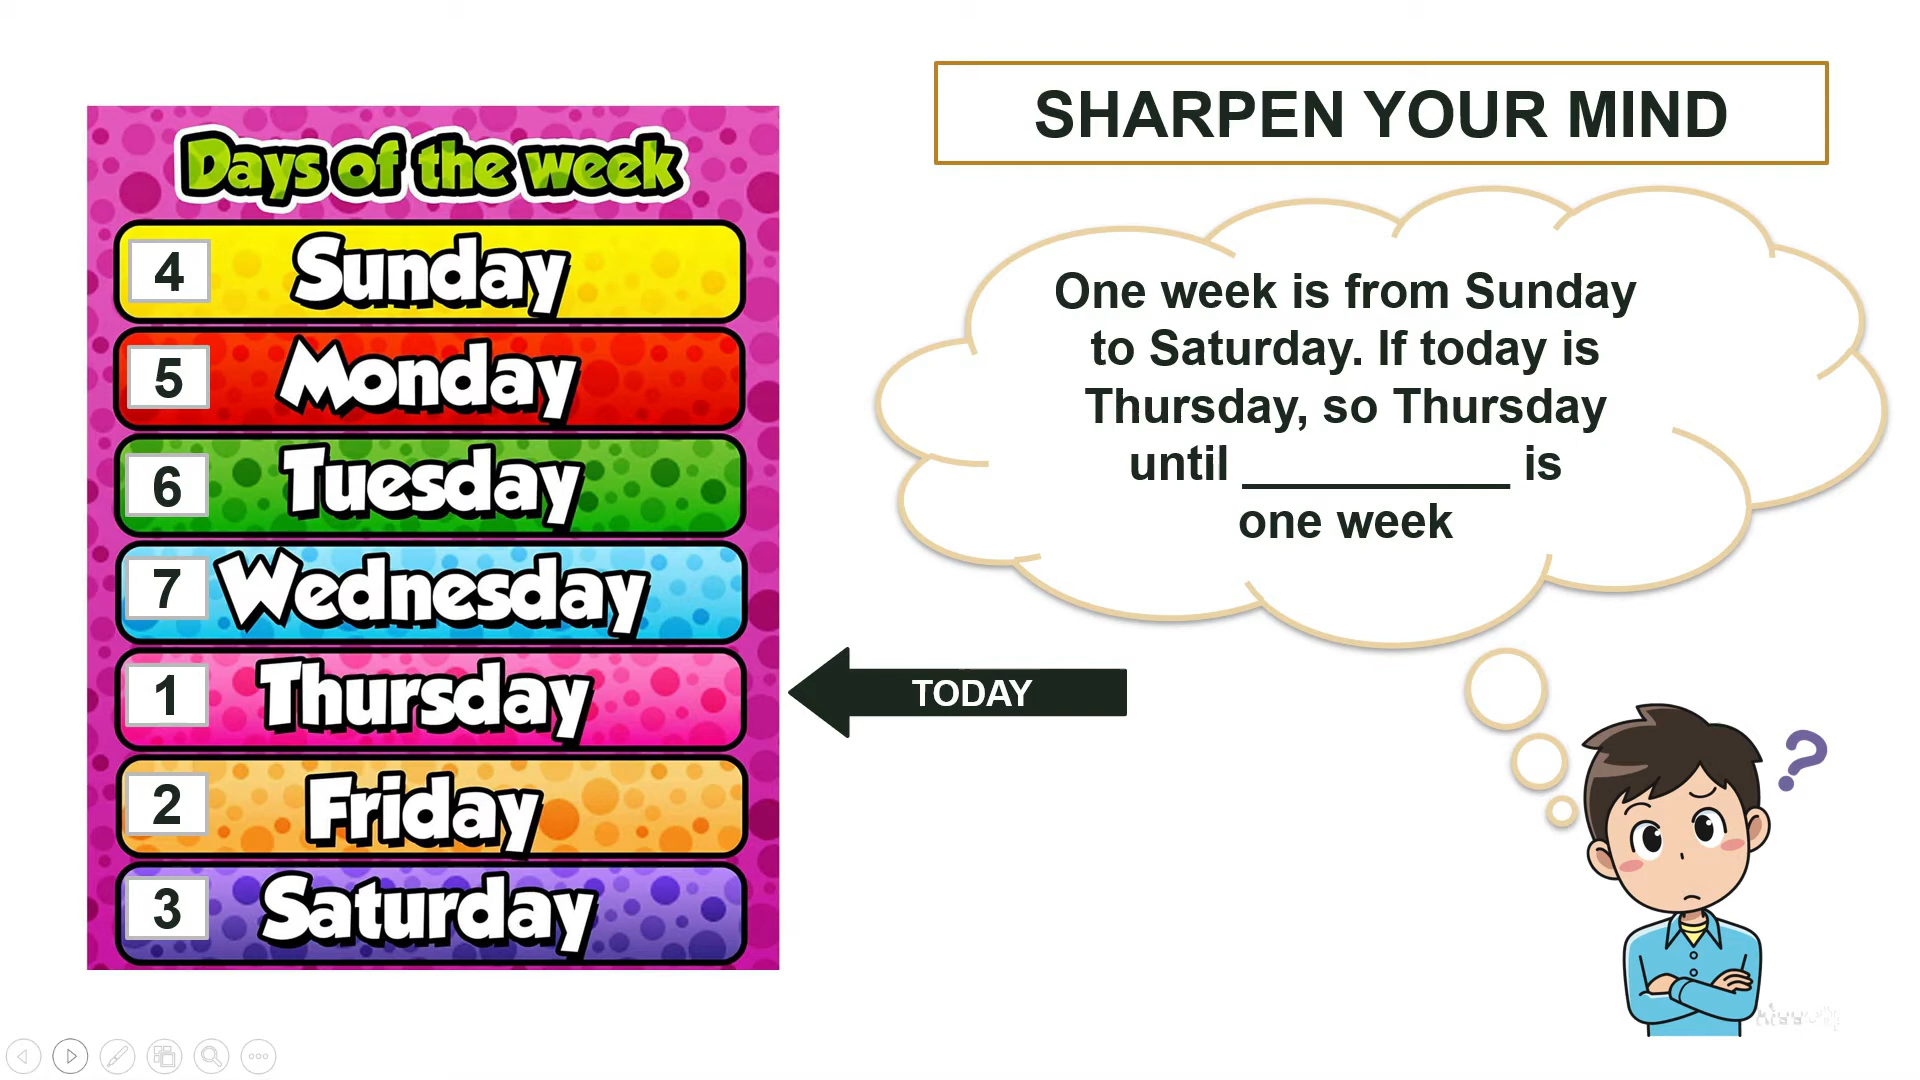 SHARPEN YOUR MIND
Days of the week
4 Sunday
5 Monday
6 Tuesday
7 Wednesday
1 Thursday
2 Friday
3 Saturday
One week is from Sunday
to Saturday. If today is
Thursday, so Thursday
until __________ is
one week
TODAY
?